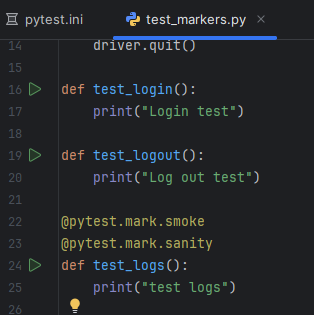 pytest.ini test_markers.py ×
14 driver.quit()
15
16 def test_login():
17 print("Login test")
18
19 def test_logout():
20 print("Log out test")
21
22 @pytest.mark.smoke
23 @pytest.mark.sanity
24 def test_logs():
25 print("test logs")
26